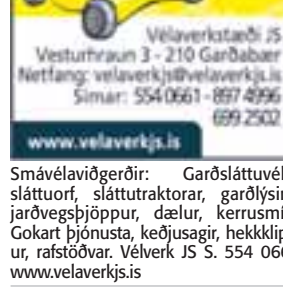 Vélaverkstæði JS
Vesturhraun 3 - 210 Garðabær
Netfang: velaverkjs@velaverkjs.is
Símar: 554 0661 - 897 4996
699 2502
www.velaverkjs.is
Smávélaviðgerðir: Garðsláttuvél
sláttuorf, sláttutraktorar, garðlýsin
jarðvegsþjöppur, dælur, kerrusmí
Gokart þjónusta, keðjusagir, hekkklip
ur, rafstöðvar. Vélverk JS S. 554 066
www.velaverkjs.is